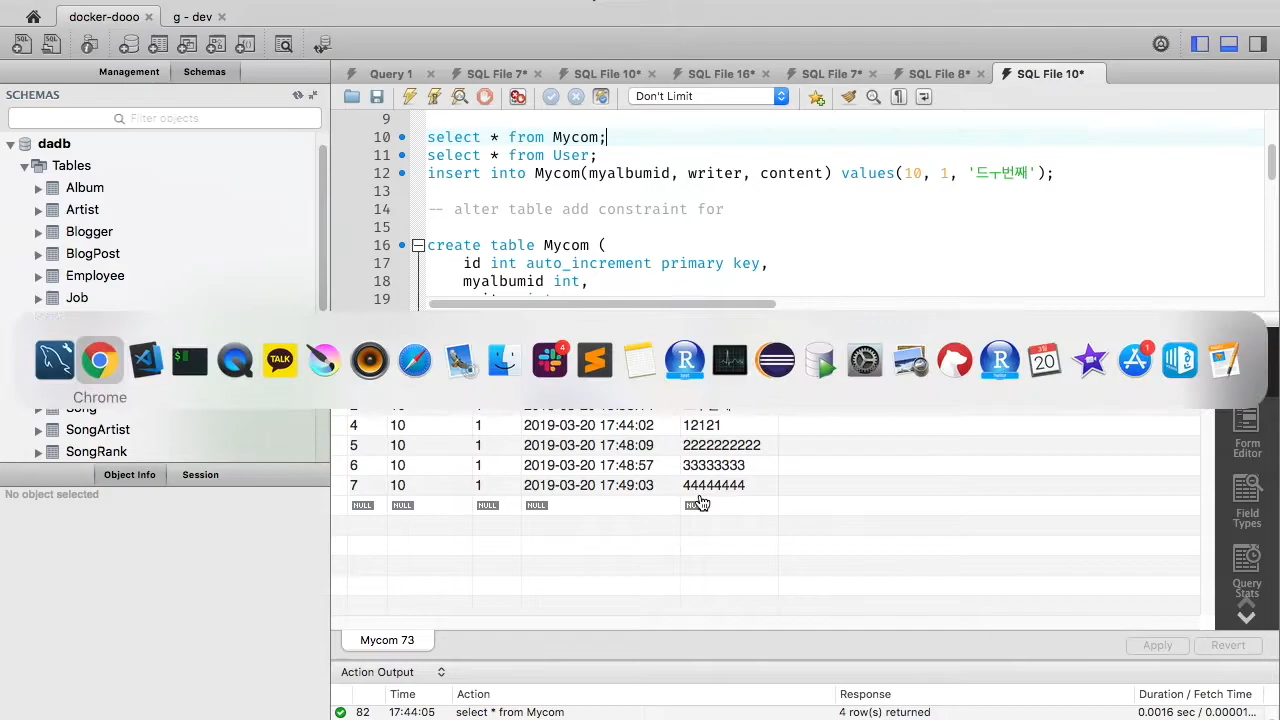 docker-dooo
g - dev
Management
Schemas
Query 1
SQL File 7*
SQL File 10*
SQL File 16*
SQL File 7*
SQL File 8*
SQL File 10*
SCHEMAS
Filter objects
Don't Limit
dadb
Tables
Album
Artist
Blogger
BlogPost
Employee
Job
9
10 select * from Mycom;
11 select * from User;
12 insert into Mycom(myalbumid, writer, content) values(10, 1, '드ㅜ번째');
13
14 -- alter table add constraint for
15
16 create table Mycom (
17 id int auto_increment primary key,
18 myalbumid int,
19
TALK
4
20
1
Chrome
Song
SongArtist
SongRank
4 10 1 2019-03-20 17:44:02 12121
5 10 1 2019-03-20 17:48:09 2222222222
6 10 1 2019-03-20 17:48:57 33333333
7 10 1 2019-03-20 17:49:03 44444444
NULL NULL NULL NULL
Form Editor
Field Types
Query Stats
Object Info
Session
No object selected
Mycom 73
Apply
Revert
Action Output
Time Action Response Duration / Fetch Time
82 17:44:05 select * from Mycom 4 row(s) returned 0.0016 sec / 0.00001...